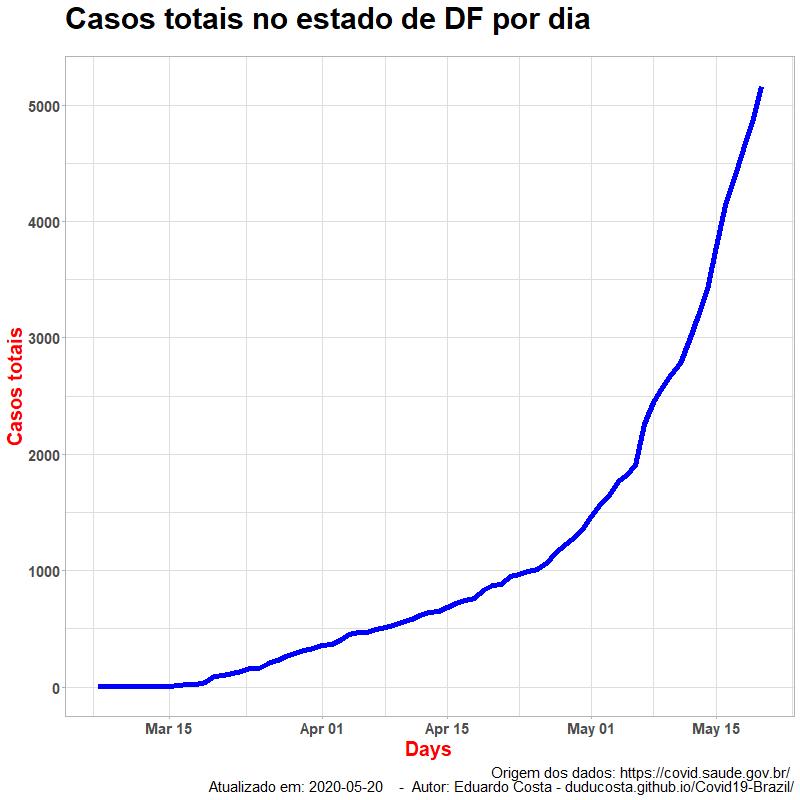 Casos totais no estado de DF por dia
Casos totais
5000
4000
3000
2000
1000
0
Mar 15
Apr 01
Apr 15
May 01
May 15
Days
Origem dos dados: https://covid.saude.gov.br/
Atualizado em: 2020-05-20 - Autor: Eduardo Costa - duducosta.github.io/Covid19-Brazil/